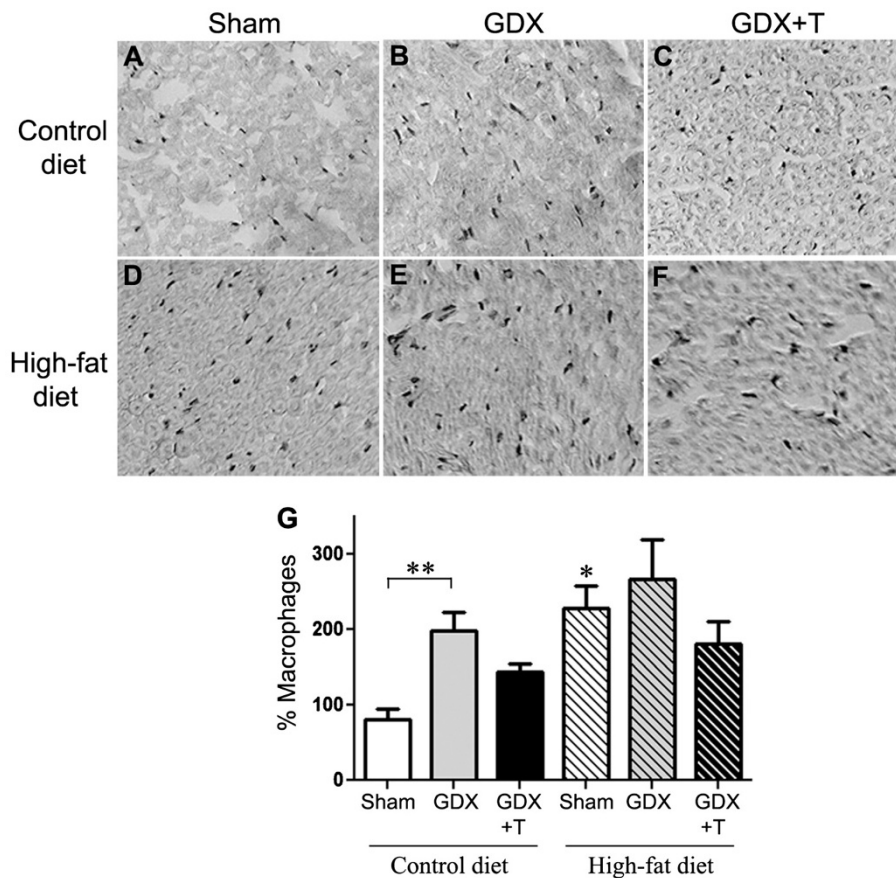 Sham GDX GDX+T
A B C
Control
diet
D E F
High-fat
diet
G
% Macrophages
300
200
100
0
**
*
Sham GDX GDX Sham GDX GDX
+T +T
Control diet High-fat diet